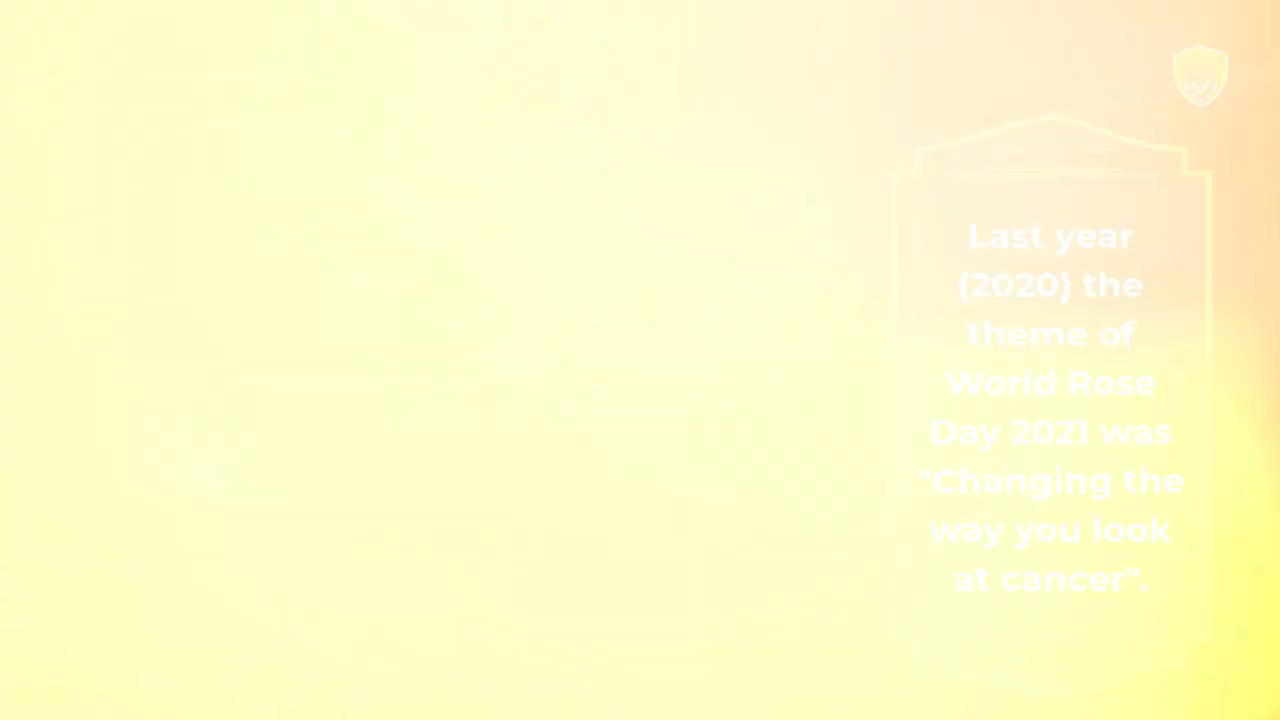 Last year
(2020) the
theme of
World Rose
Day 2021 was
"Changing the
way you look
at cancer".